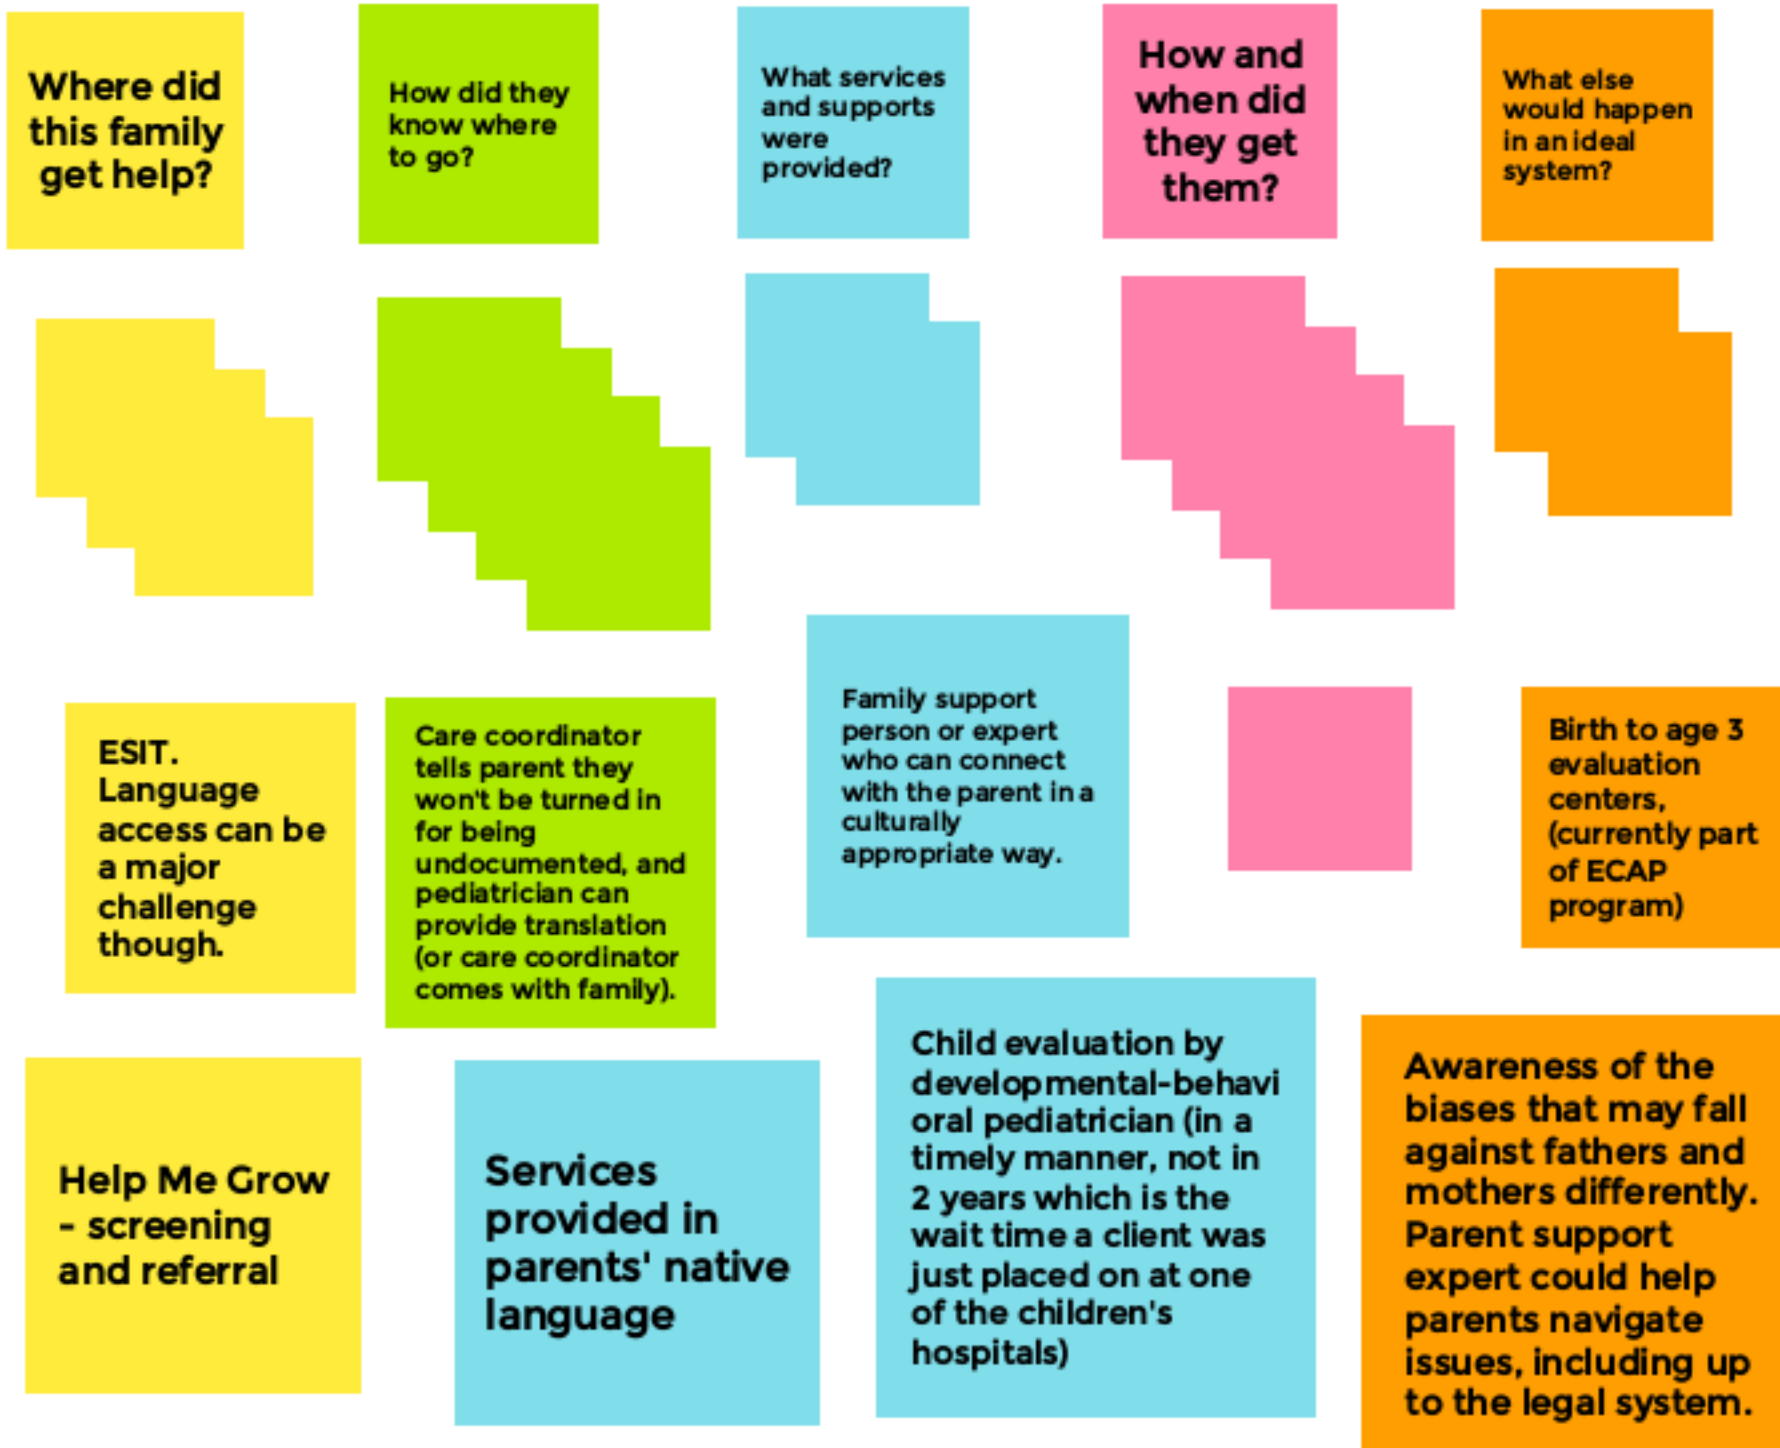 Where did
this family
get help?
How did they
know where
to go?
What services
and supports
were
provided?
How and
when did
they get
them?
What else
would happen
in an ideal
system?
ESIT.
Language
access can be
a major
challenge
though.
Care coordinator
tells parent they
won't be turned in
for being
undocumented, and
pediatrician can
provide translation
(or care coordinator
comes with family).
Family support
person or expert
who can connect
with the parent in a
culturally
appropriate way.
Birth to age 3
evaluation
centers,
(currently part
of ECAP
program)
Help Me Grow
- screening
and referral
Services
provided in
parents' native
language
Child evaluation by
developmental-behavi
oral pediatrician (in a
timely manner, not in
2 years which is the
wait time a client was
just placed on at one
of the children's
hospitals)
Awareness of the
biases that may fall
against fathers and
mothers differently.
Parent support
expert could help
parents navigate
issues, including up
to the legal system.